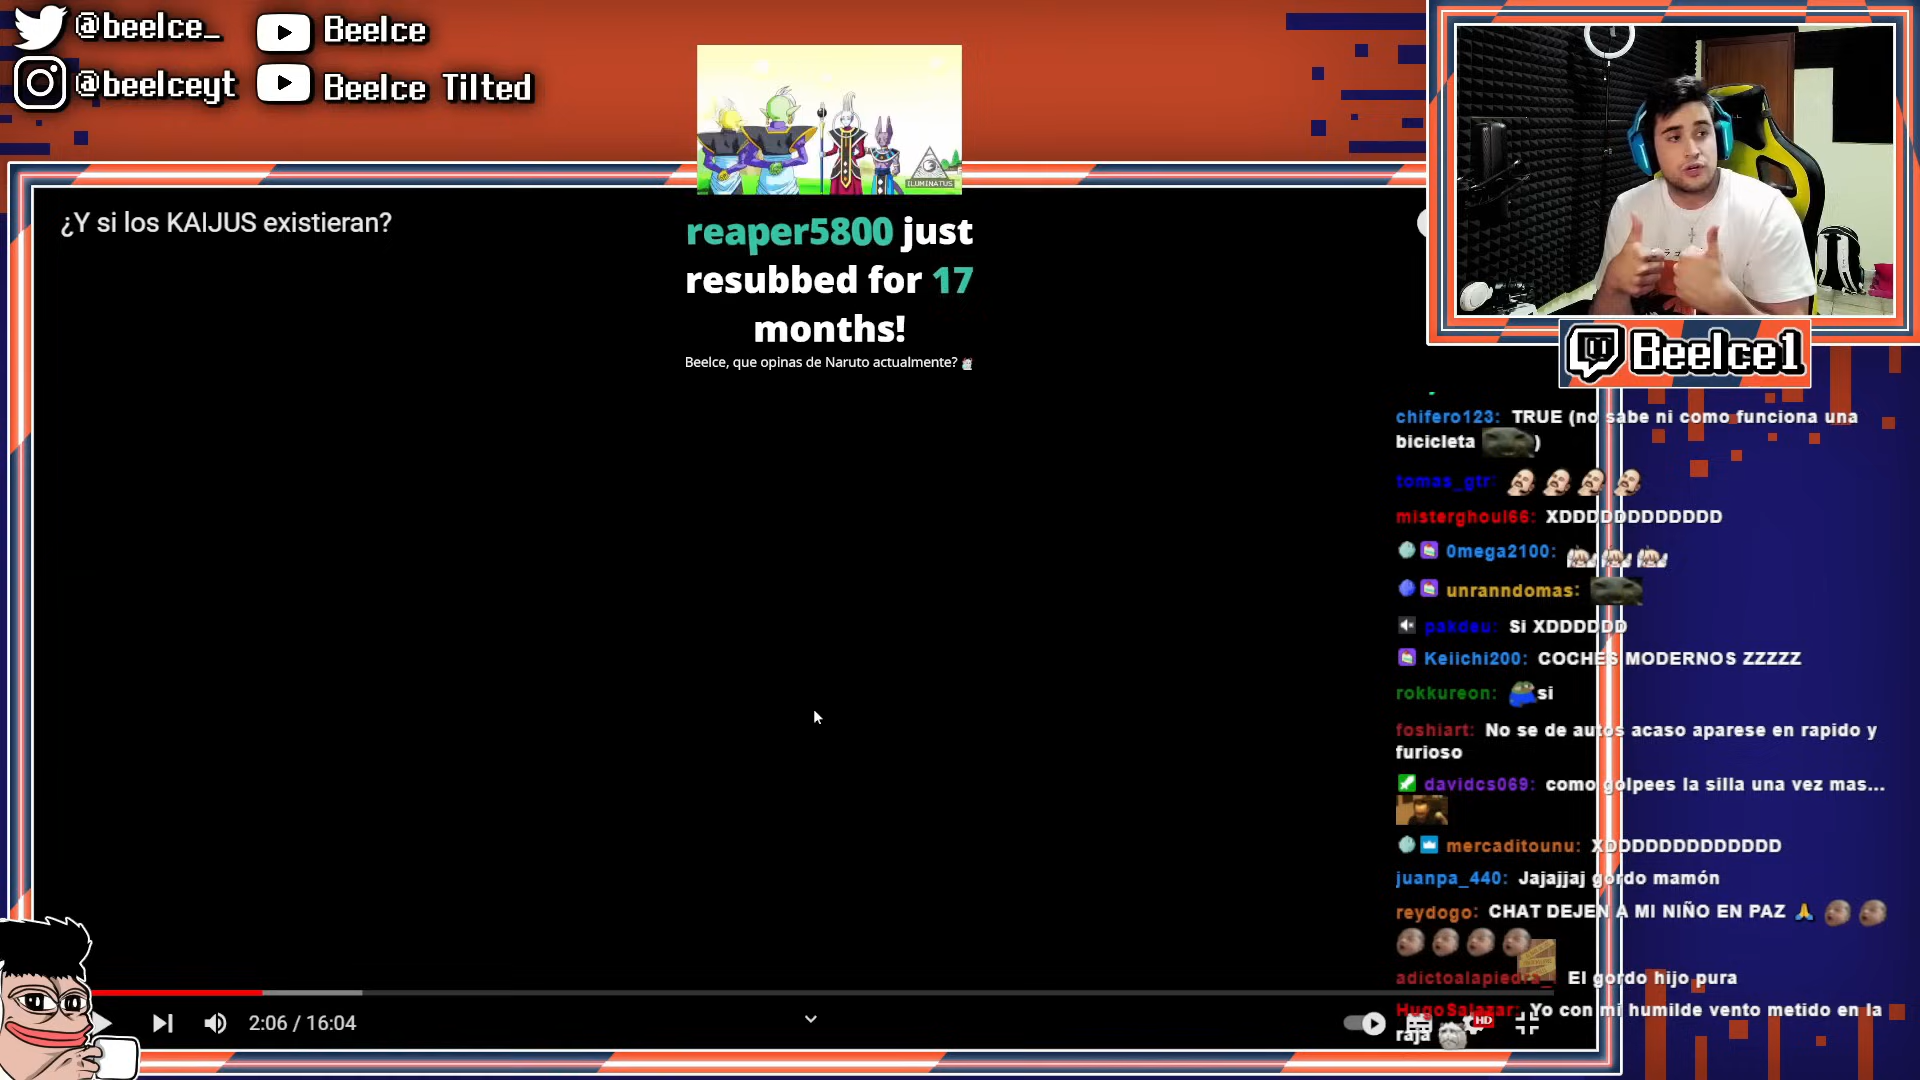 @beelce_
Beelce
@beelceyt
Beelce Tilted
ILUMINATUS
¿Y si los KAIJUS existieran?
reaper5800 just
resubbed for 17
months!
Beelce, que opinas de Naruto actualmente?
Beelce1
chifero123: TRUE (no sabe ni como funciona una
bicicleta )
tomas_gtr:
misterghoul66: XDDDDDDDDDDDDD
0mega2100:
unranndomas:
pakdeu: Si XDDDDDD
Keiichi200: COCHES MODERNOS ZZZZZ
rokkureon: si
foshiart: No se de autos acaso aparese en rapido y
furioso
davidcs069: como golpees la silla una vez mas...
mercaditounu: XDDDDDDDDDDDDDD
juanpa_440: Jajajjaj gordo mamón
reydogo: CHAT DEJEN A MI NIÑO EN PAZ
adictoalapiedra_: El gordo hijo pura
HugoSalazar: Yo con mi humilde vento metido en la
raja
2:06 / 16:04
HD